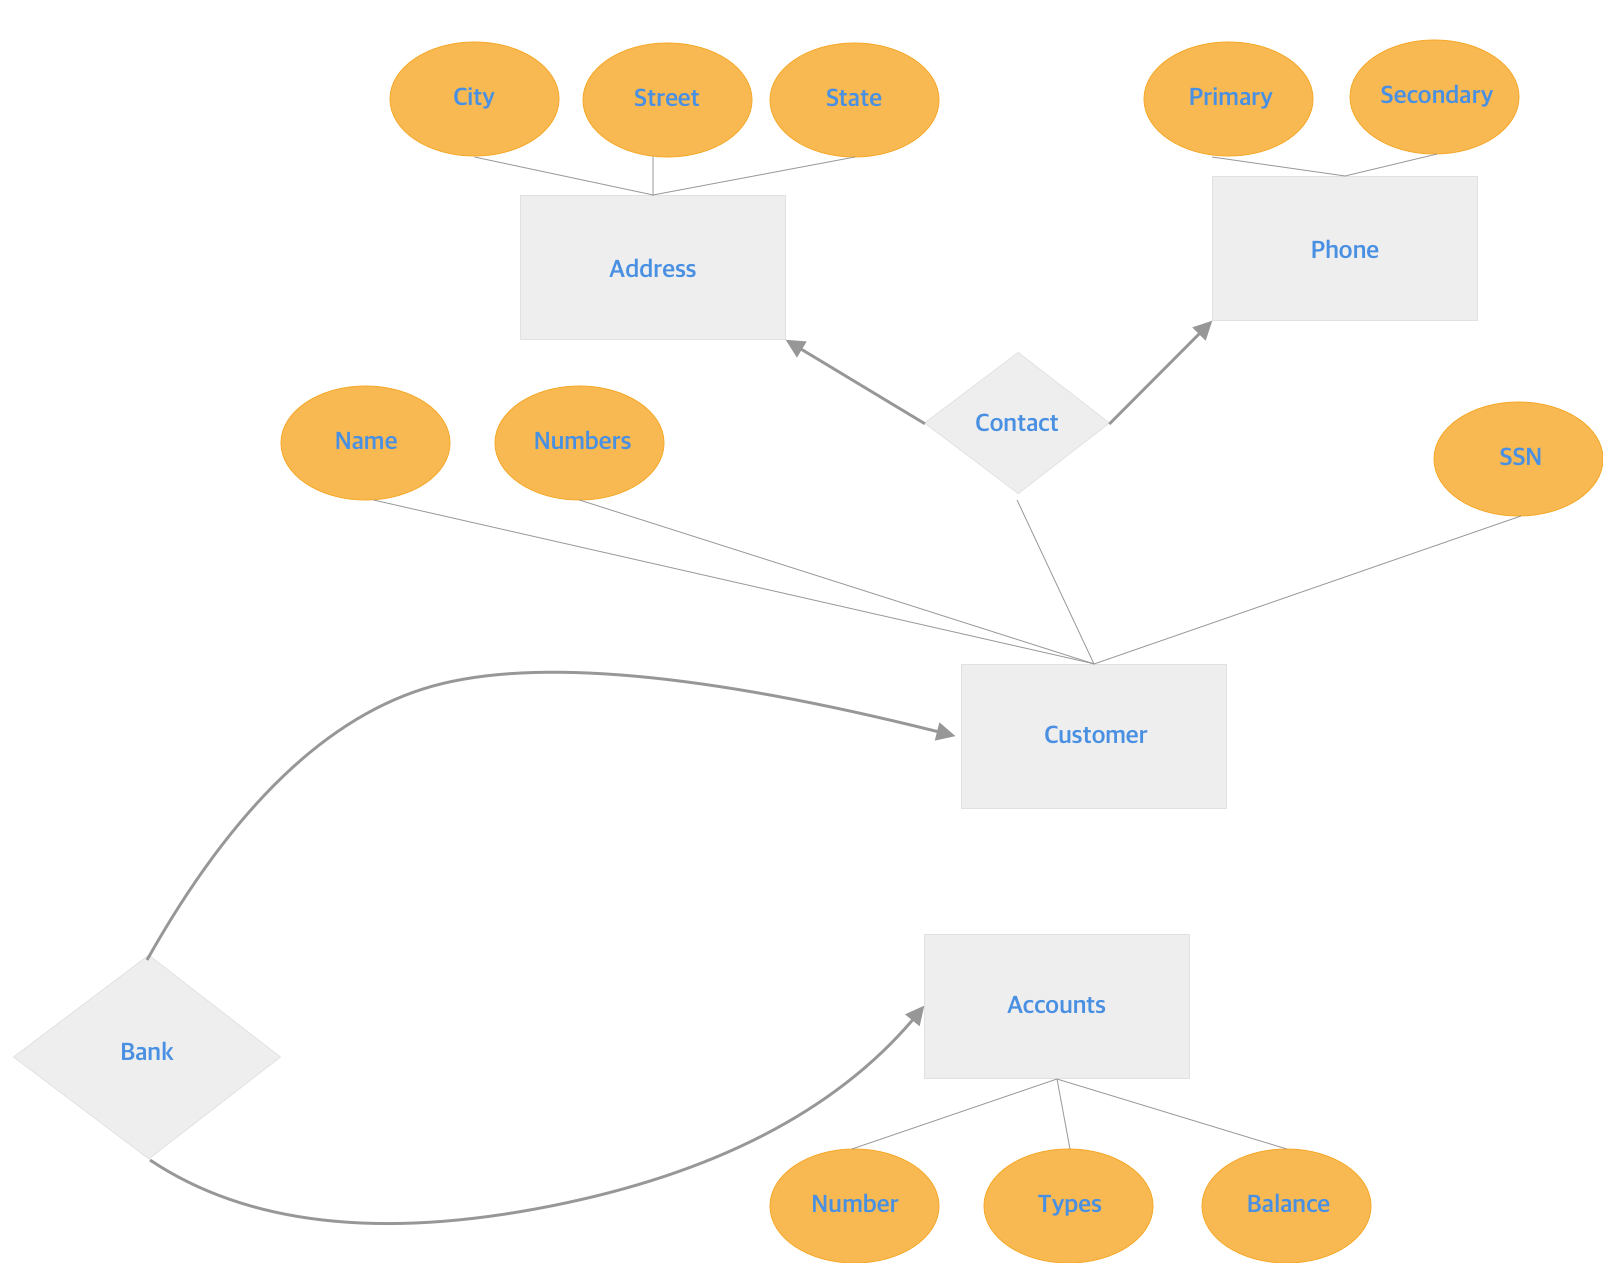 City
Street
State
Primary
Secondary
Address
Phone
Contact
Name
Numbers
SSN
Customer
Bank
Accounts
Number
Types
Balance